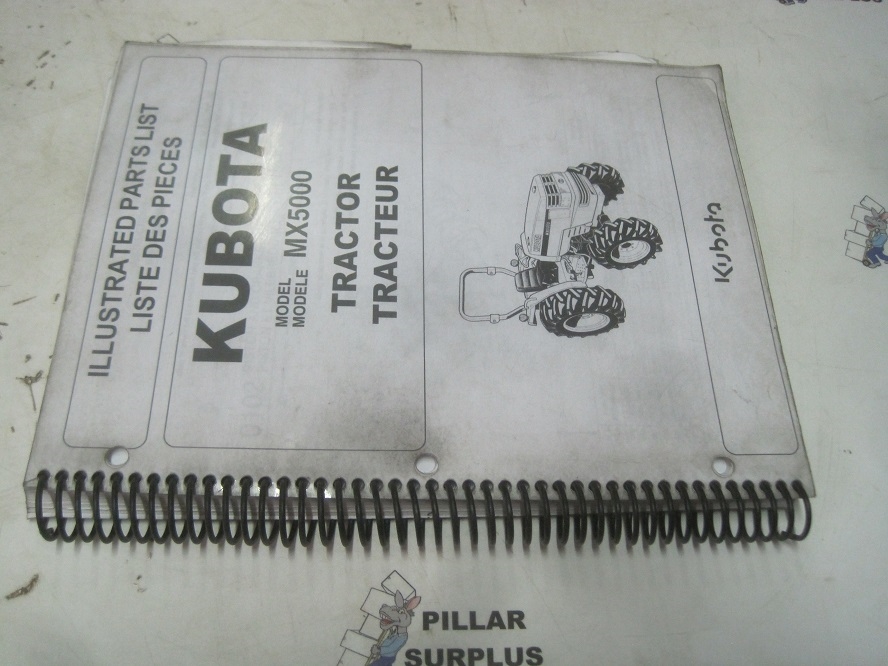 ILLUSTRATED PARTS LIST
LISTE DES PIECES
KUBOTA
MODEL
MODELE MX5000
TRACTOR
TRACTEUR
Kubota
PILLAR
SURPLUS